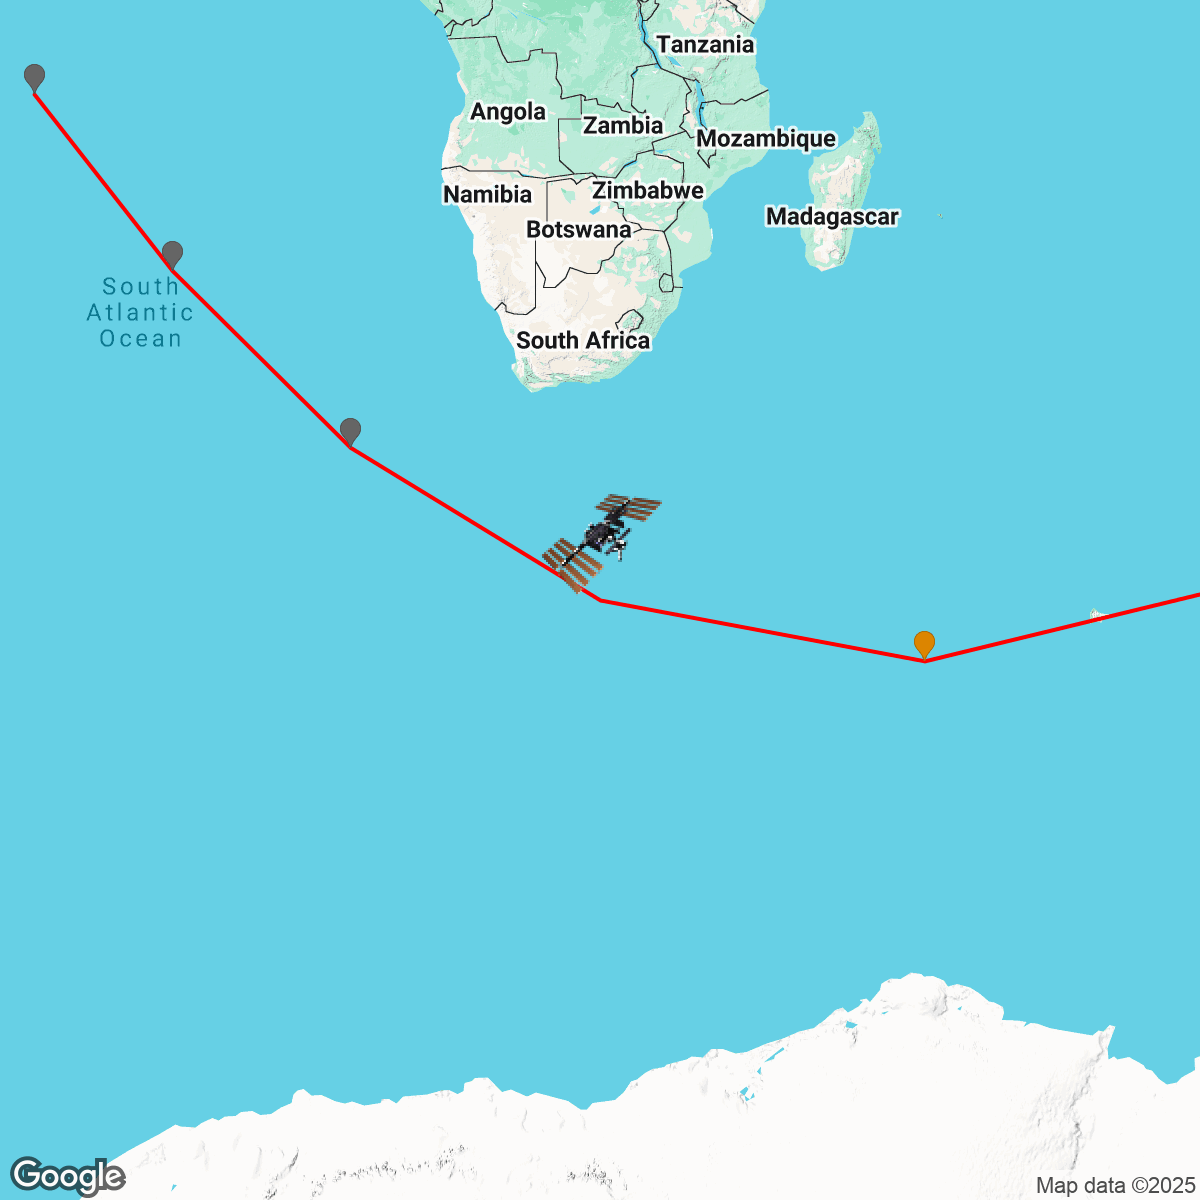 Tanzania
Angola
Zambia
Mozambique
Namibia
Zimbabwe
Madagascar
Botswana
South
Atlantic
Ocean
South Africa
Google
Map data ©2025